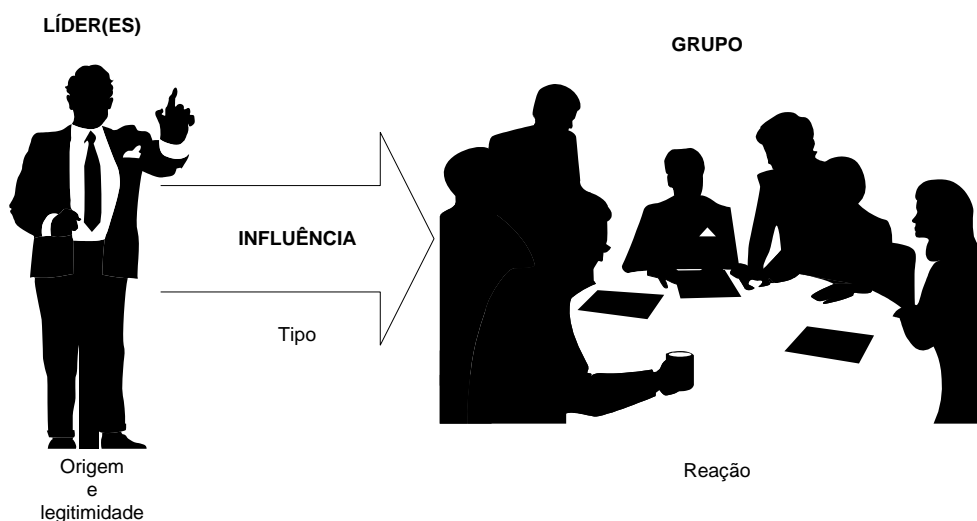 LÍDER(ES)
GRUPO
INFLUÊNCIA
Tipo
Origem
e
legitimidade
Reação